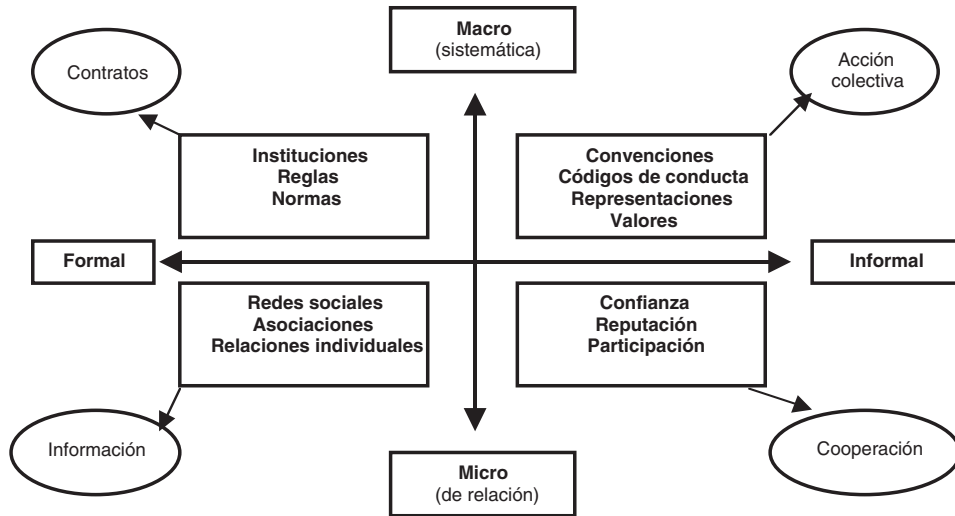 Macro
(sistemática)
Contratos
Acción
colectiva
Instituciones
Reglas
Normas
Convenciones
Códigos de conducta
Representaciones
Valores
Formal
Informal
Redes sociales
Asociaciones
Relaciones individuales
Confianza
Reputación
Participación
Información
Cooperación
Micro
(de relación)